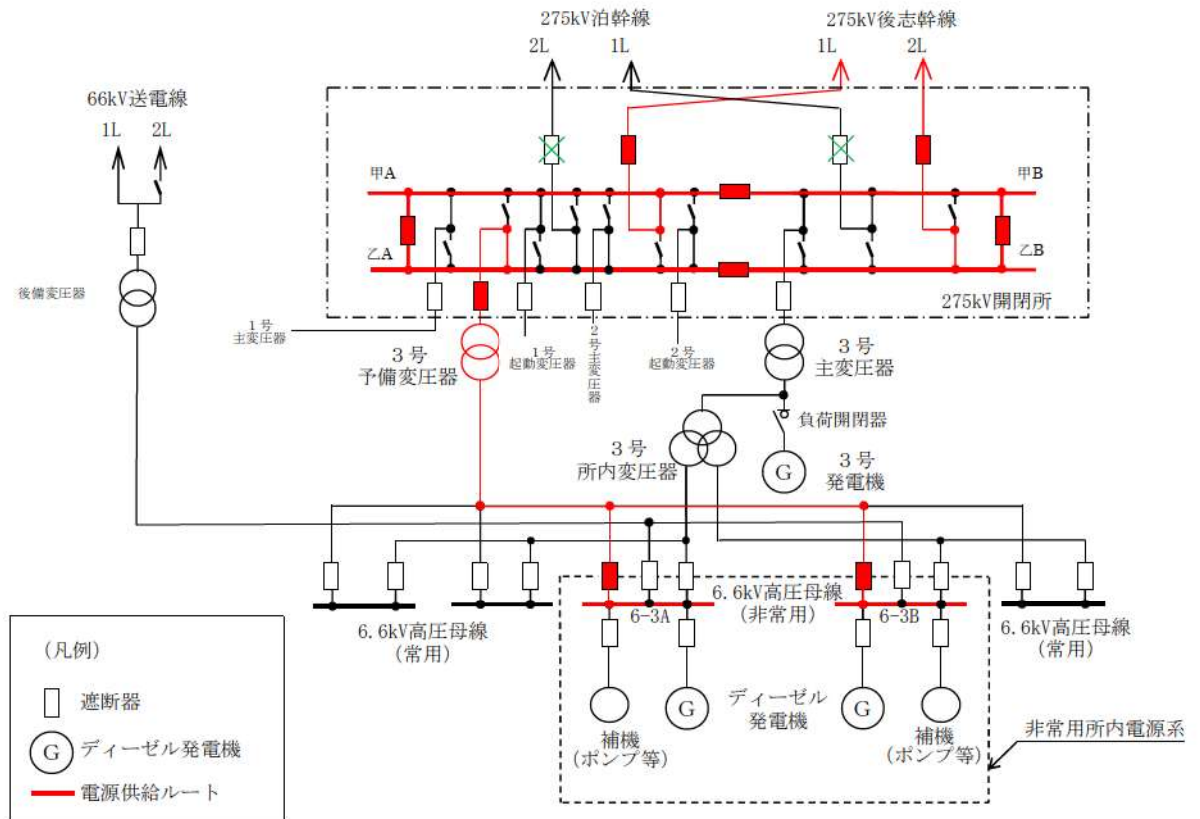 275kV泊幹線
275kV後志幹線
2L
1L
1L
2L
66kV送電線
1L
2L
甲A
甲B
乙A
乙B
275kV開閉所
後備変圧器
1号
主変圧器
3号
予備変圧器
1号
起動変圧器
2号主変圧器
2号
起動変圧器
3号
主変圧器
負荷開閉器
3号
所内変圧器
G
3号
発電機
6.6kV高圧母線
(常用)
6-3A
6.6kV高圧母線
(非常用)
6-3B
6.6kV高圧母線
(常用)
G
ディーゼル
発電機
G
補機
(ポンプ等)
補機
(ポンプ等)
非常用所内電源系
(凡例)
遮断器
G
ディーゼル発電機
電源供給ルート